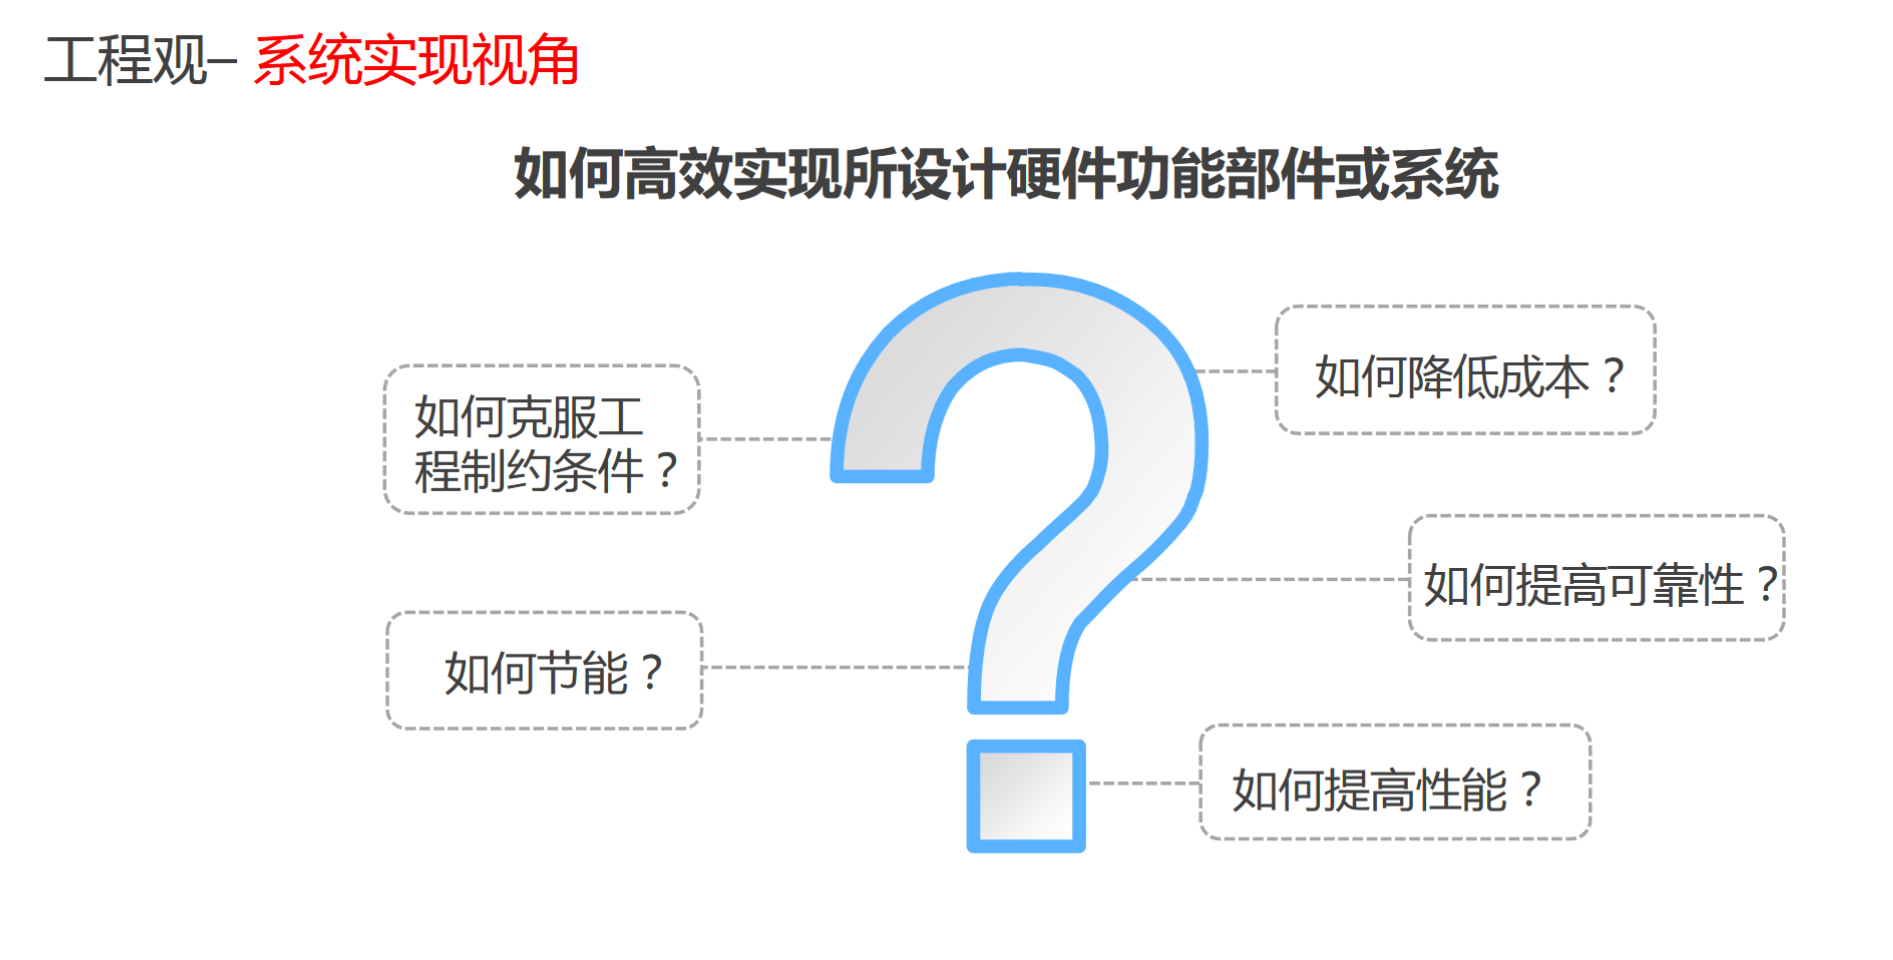 工程观– 系统实现视角
如何高效实现所设计硬件功能部件或系统
如何降低成本？
如何克服工
程制约条件？
如何提高可靠性？
如何节能？
如何提高性能？